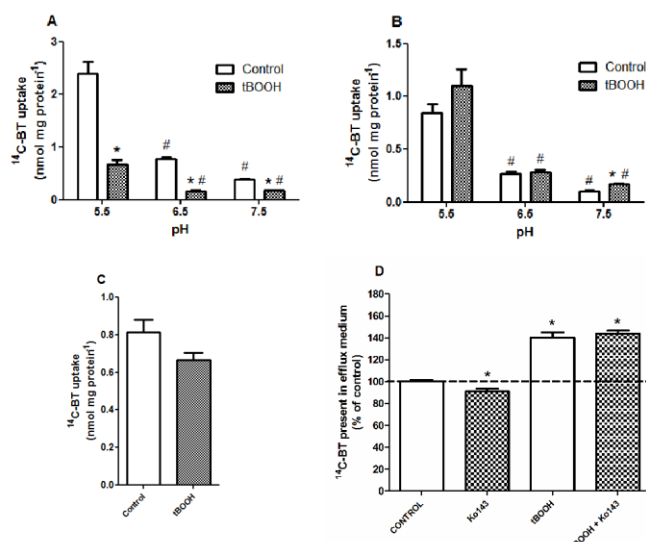 A
¹⁴C-BT uptake
(nmol mg protein⁻¹)
3
2
1
0
Control
tBOOH
*
#
* #
#
* #
5.5
6.5
7.5
pH
B
¹⁴C-BT uptake
(nmol mg protein⁻¹)
1.5
1.0
0.5
0.0
Control
tBOOH
#
#
#
* #
5.5
6.5
7.5
pH
C
¹⁴C-BT uptake
(nmol mg protein⁻¹)
1.0
0.8
0.6
0.4
0.2
0.0
Control
tBOOH
D
¹⁴C-BT present in efflux medium
(% of control)
180
160
140
120
100
80
60
40
20
0
*
*
*
CONTROL
Ko143
tBOOH
BOOH + Ko143